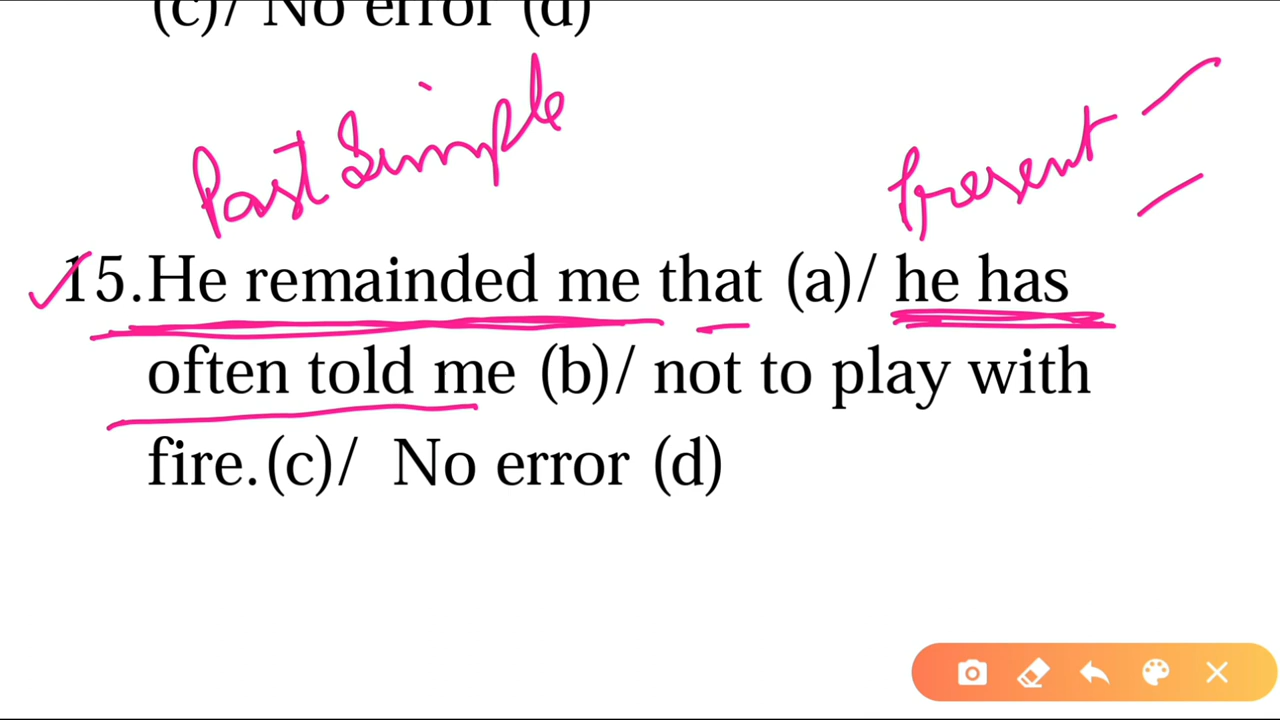 (c)/ No error (d)
Past Simple
Present
15.He remainded me that (a)/ he has
often told me (b)/ not to play with
fire.(c)/ No error (d)